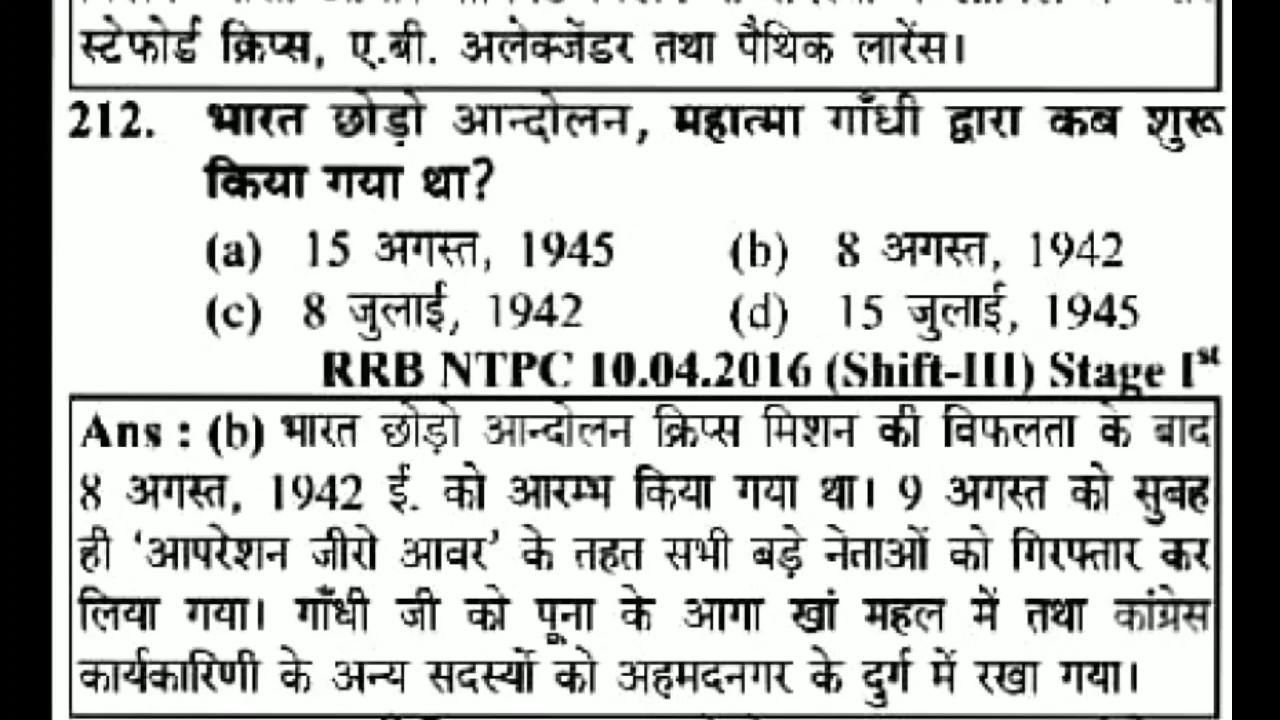 स्टेफोर्ड क्रिप्स, ए.बी. अलेक्जेंडर तथा पैथिक लारेंस।
212. भारत छोड़ो आन्दोलन, महात्मा गाँधी द्वारा कब शुरू
किया गया था?
(a) 15 अगस्त, 1945 (b) 8 अगस्त, 1942
(c) 8 जुलाई, 1942 (d) 15 जुलाई, 1945
RRB NTPC 10.04.2016 (Shift-III) Stage Ist
Ans : (b) भारत छोड़ो आन्दोलन क्रिप्स मिशन की विफलता के बाद
8 अगस्त, 1942 ई. को आरम्भ किया गया था। 9 अगस्त को सुबह
ही ‘आपरेशन जीरो आवर’ के तहत सभी बड़े नेताओं को गिरफ्तार कर
लिया गया। गाँधी जी को पूना के आगा खां महल में तथा कांग्रेस
कार्यकारिणी के अन्य सदस्यों को अहमदनगर के दुर्ग में रखा गया।